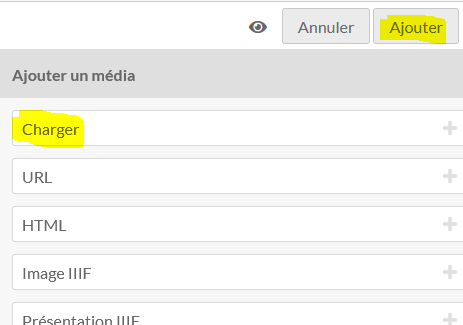 Annuler Ajouter
Ajouter un média
Charger
URL
HTML
Image IIIF
Présentation IIIF